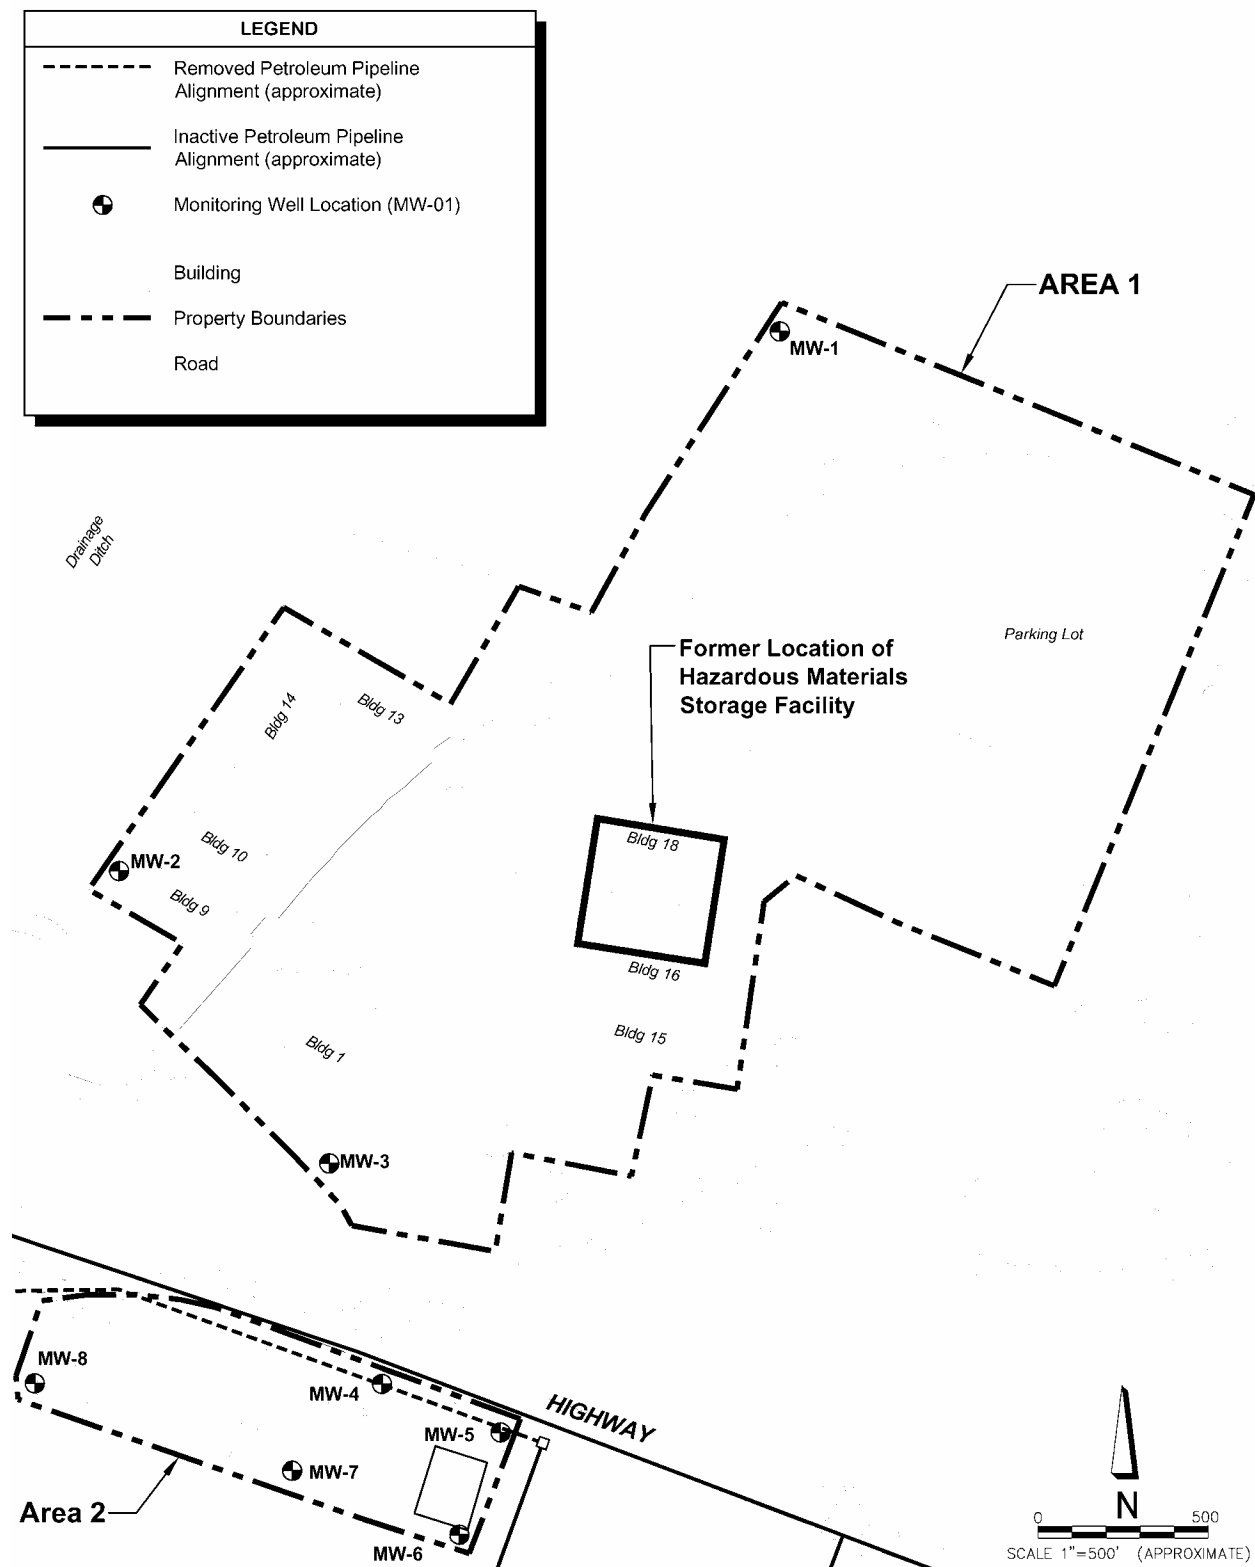 LEGEND
Removed Petroleum Pipeline
Alignment (approximate)
Inactive Petroleum Pipeline
Alignment (approximate)
Monitoring Well Location (MW-01)
Building
Property Boundaries
Road
AREA 1
MW-1
Drainage
Ditch
Parking Lot
Former Location of
Hazardous Materials
Storage Facility
Bldg 14
Bldg 13
Bldg 18
Bldg 10
MW-2
Bldg 9
Bldg 16
Bldg 15
Bldg 1
MW-3
MW-8
MW-4
HIGHWAY
MW-5
MW-7
Area 2
MW-6
N
0 500
SCALE 1"=500' (APPROXIMATE)